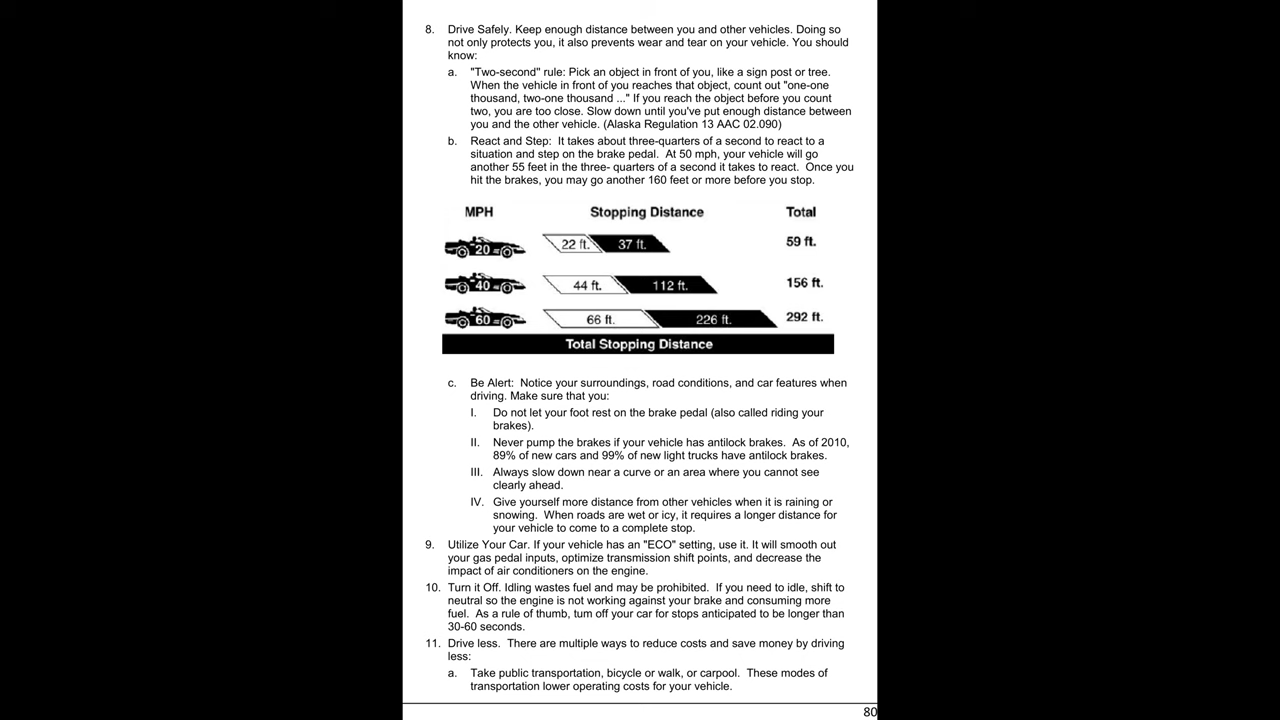 8. Drive Safely. Keep enough distance between you and other vehicles. Doing so
not only protects you, it also prevents wear and tear on your vehicle. You should
know:
a. "Two-second" rule: Pick an object in front of you, like a sign post or tree.
When the vehicle in front of you reaches that object, count out "one-one
thousand, two-one thousand ..." If you reach the object before you count
two, you are too close. Slow down until you've put enough distance between
you and the other vehicle. (Alaska Regulation 13 AAC 02.090)
b. React and Step: It takes about three-quarters of a second to react to a
situation and step on the brake pedal. At 50 mph, your vehicle will go
another 55 feet in the three- quarters of a second it takes to react. Once you
hit the brakes, you may go another 160 feet or more before you stop.
MPH Stopping Distance Total
20 22 ft. 37 ft. 59 ft.
40 44 ft. 112 ft. 156 ft.
60 66 ft. 226 ft. 292 ft.
Total Stopping Distance
c. Be Alert: Notice your surroundings, road conditions, and car features when
driving. Make sure that you:
I. Do not let your foot rest on the brake pedal (also called riding your
brakes).
II. Never pump the brakes if your vehicle has antilock brakes. As of 2010,
89% of new cars and 99% of new light trucks have antilock brakes.
III. Always slow down near a curve or an area where you cannot see
clearly ahead.
IV. Give yourself more distance from other vehicles when it is raining or
snowing. When roads are wet or icy, it requires a longer distance for
your vehicle to come to a complete stop.
9. Utilize Your Car. If your vehicle has an "ECO" setting, use it. It will smooth out
your gas pedal inputs, optimize transmission shift points, and decrease the
impact of air conditioners on the engine.
10. Turn it Off. Idling wastes fuel and may be prohibited. If you need to idle, shift to
neutral so the engine is not working against your brake and consuming more
fuel. As a rule of thumb, turn off your car for stops anticipated to be longer than
30-60 seconds.
11. Drive less. There are multiple ways to reduce costs and save money by driving
less:
a. Take public transportation, bicycle or walk, or carpool. These modes of
transportation lower operating costs for your vehicle.
80